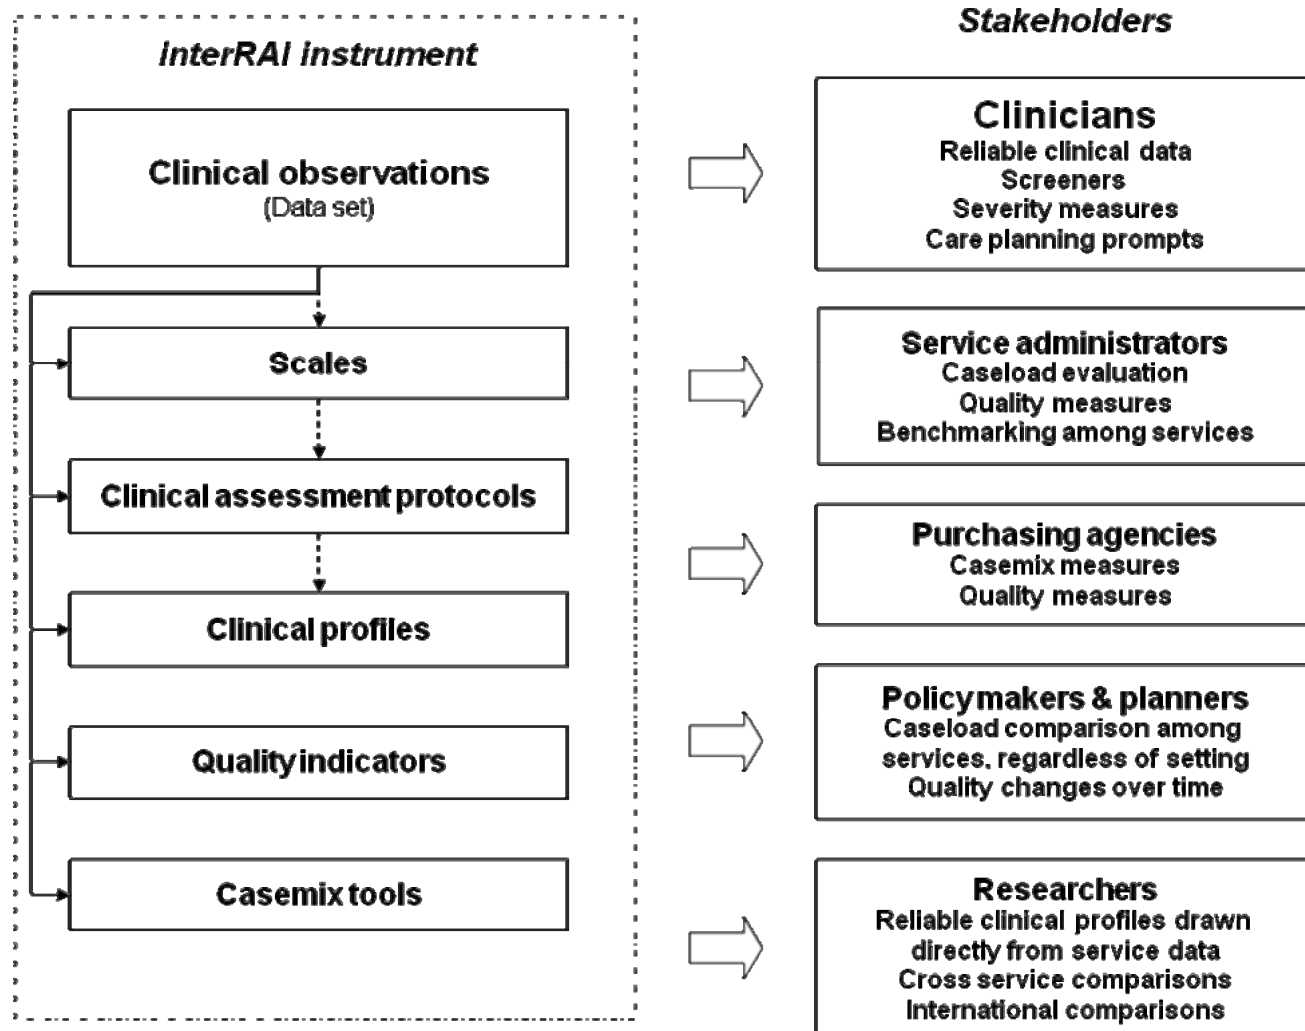 interRAI instrument
Clinical observations
(Data set)
Scales
Clinical assessment protocols
Clinical profiles
Quality indicators
Casemix tools
Stakeholders
Clinicians
Reliable clinical data
Screeners
Severity measures
Care planning prompts
Service administrators
Caseload evaluation
Quality measures
Benchmarking among services
Purchasing agencies
Casemix measures
Quality measures
Policymakers & planners
Caseload comparison among
services, regardless of setting
Quality changes over time
Researchers
Reliable clinical profiles drawn
directly from service data
Cross service comparisons
International comparisons